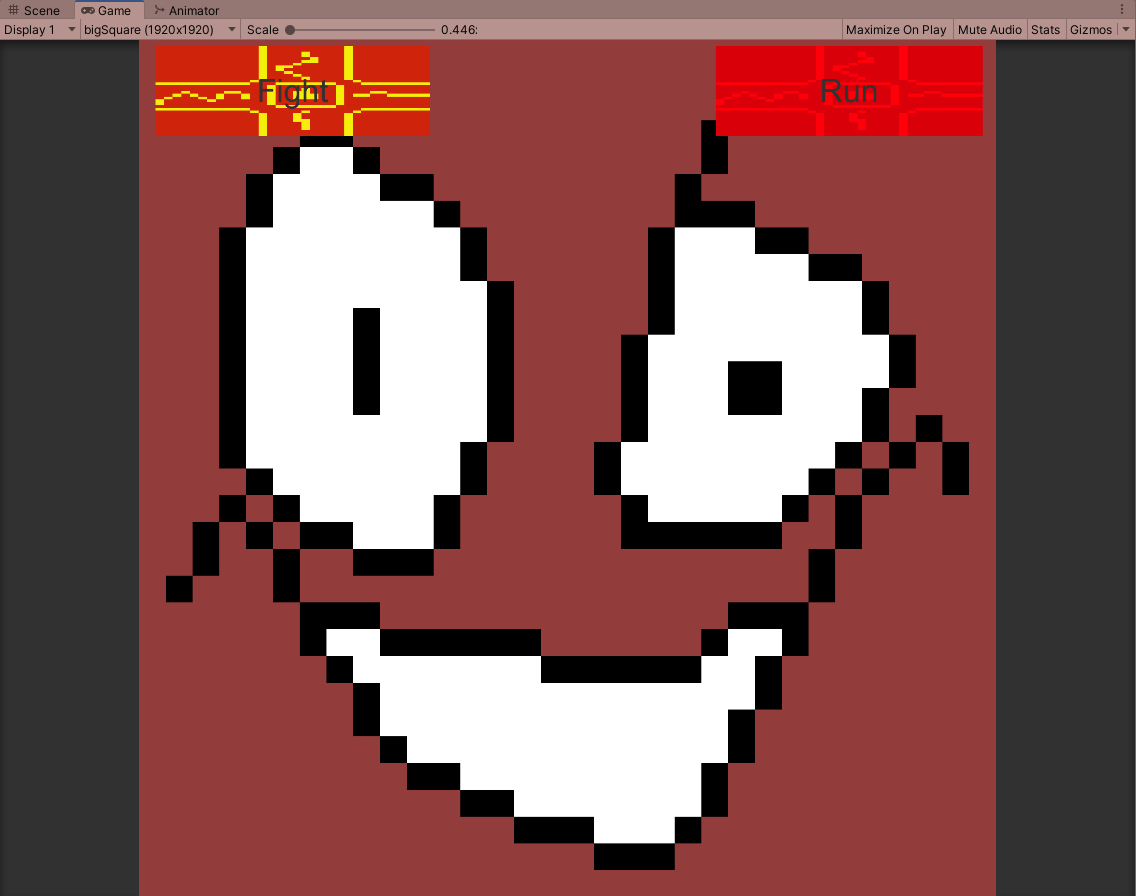 Scene Game Animator
Display 1 bigSquare (1920x1920) Scale 0.446: Maximize On Play Mute Audio Stats Gizmos
Fight Run